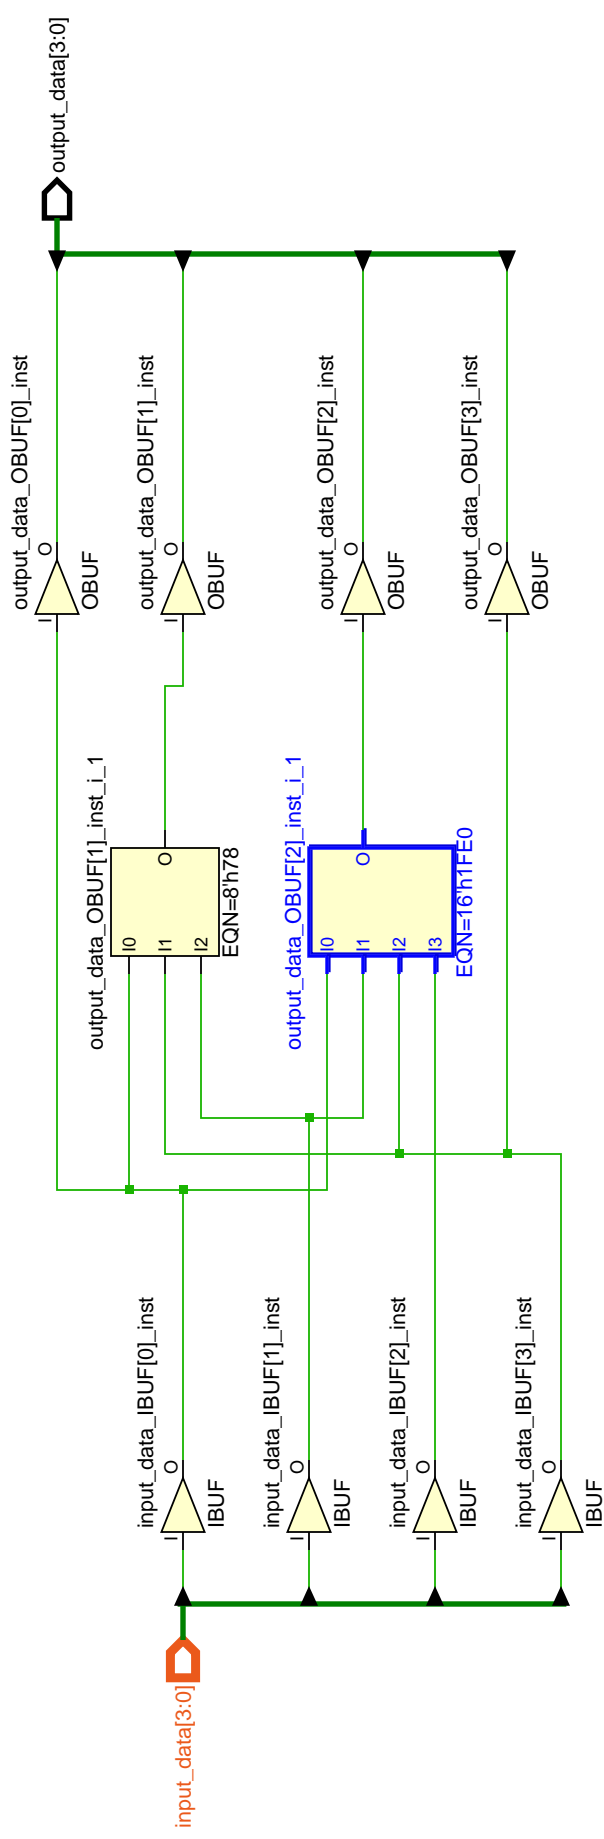 output_data[3:0]
output_data_OBUF[0]_inst
I
O
OBUF
output_data_OBUF[1]_inst
I
O
OBUF
output_data_OBUF[2]_inst
I
O
OBUF
output_data_OBUF[3]_inst
I
O
OBUF
output_data_OBUF[1]_inst_i_1
I0
I1
I2
O
EQN=8'h78
output_data_OBUF[2]_inst_i_1
I0
I1
I2
I3
O
EQN=16'h1FE0
input_data_IBUF[0]_inst
I
O
IBUF
input_data_IBUF[1]_inst
I
O
IBUF
input_data_IBUF[2]_inst
I
O
IBUF
input_data_IBUF[3]_inst
I
O
IBUF
input_data[3:0]